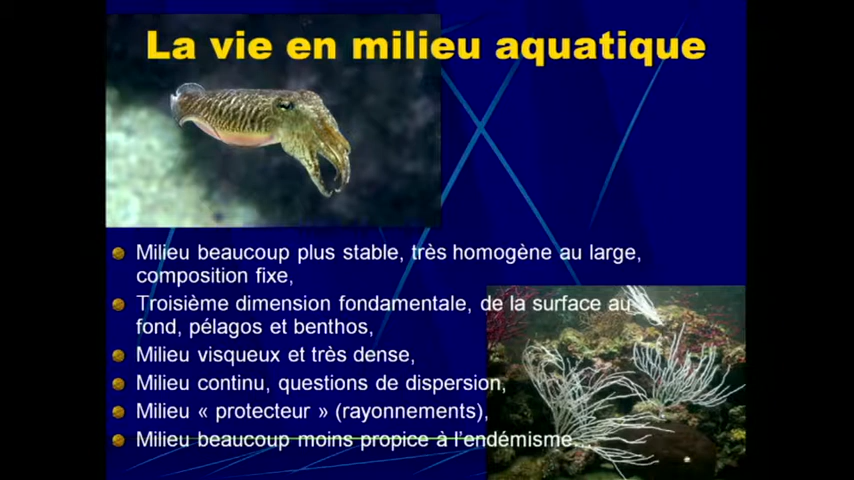 La vie en milieu aquatique
Milieu beaucoup plus stable, très homogène au large,
composition fixe,
Troisième dimension fondamentale, de la surface au
fond, pélagos et benthos,
Milieu visqueux et très dense,
Milieu continu, questions de dispersion,
Milieu « protecteur » (rayonnements),
Milieu beaucoup moins propice à l'endémisme...